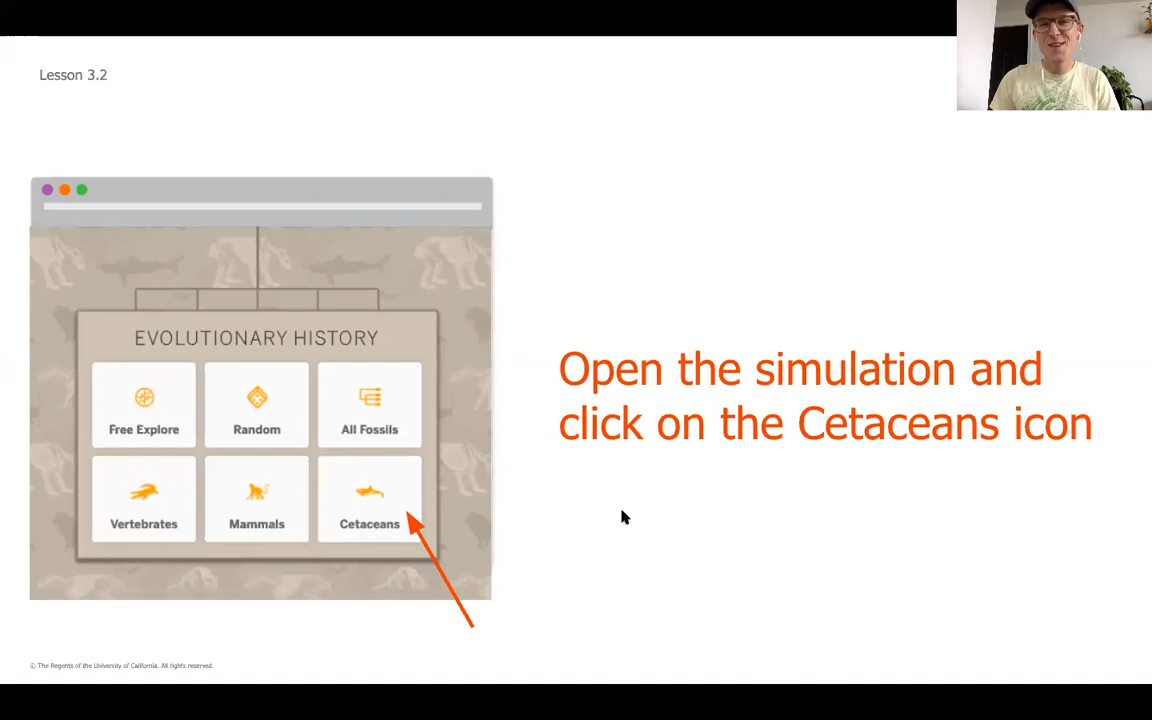 Lesson 3.2
EVOLUTIONARY HISTORY
Free Explore
Random
All Fossils
Vertebrates
Mammals
Cetaceans
Open the simulation and
click on the Cetaceans icon
© The Regents of the University of California. All rights reserved.